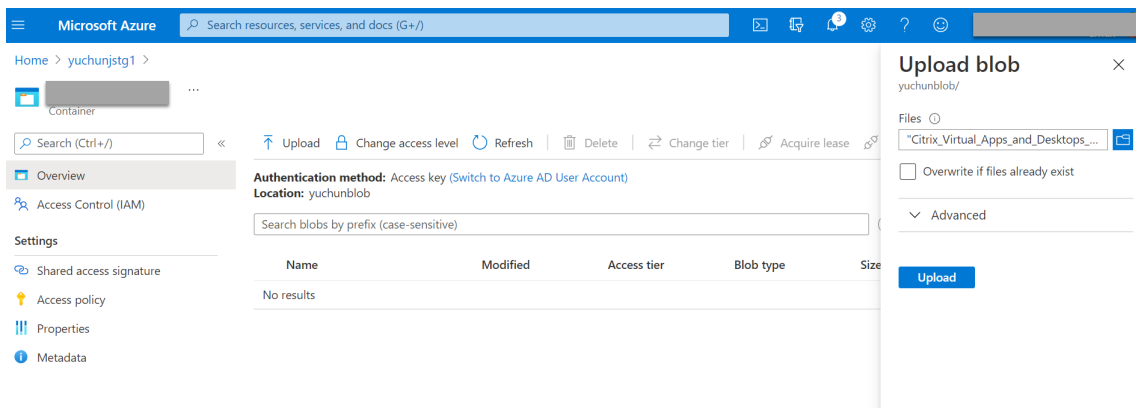 Microsoft Azure
Search resources, services, and docs (G+/)
3
Home > yuchunjstg1 >
...
Container
Search (Ctrl+/)
«
Overview
Access Control (IAM)
Settings
Shared access signature
Access policy
Properties
Metadata
Upload Change access level Refresh Delete Change tier Acquire lease
Authentication method: Access key (Switch to Azure AD User Account)
Location: yuchunblob
Search blobs by prefix (case-sensitive)
Name Modified Access tier Blob type Size
No results
Upload blob
yuchunblob/
Files
"Citrix_Virtual_Apps_and_Desktops_...
Overwrite if files already exist
Advanced
Upload